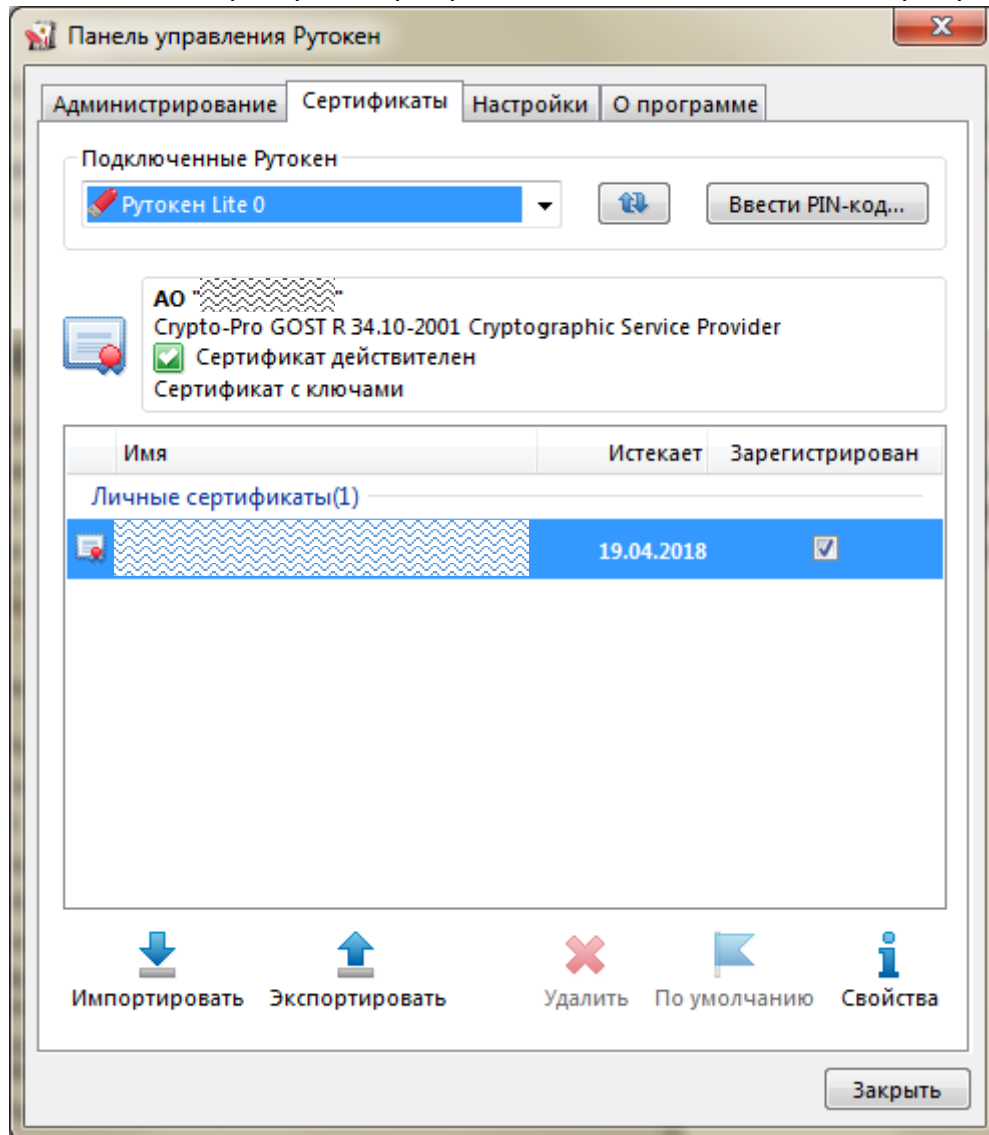 Панель управления Рутокен
Администрирование Сертификаты Настройки О программе
Подключенные Рутокен
Рутокен Lite 0 Ввести PIN-код...
АО " "
Crypto-Pro GOST R 34.10-2001 Cryptographic Service Provider
Сертификат действителен
Сертификат с ключами
Имя Истекает Зарегистрирован
Личные сертификаты(1)
19.04.2018
Импортировать Экспортировать Удалить По умолчанию Свойства
Закрыть